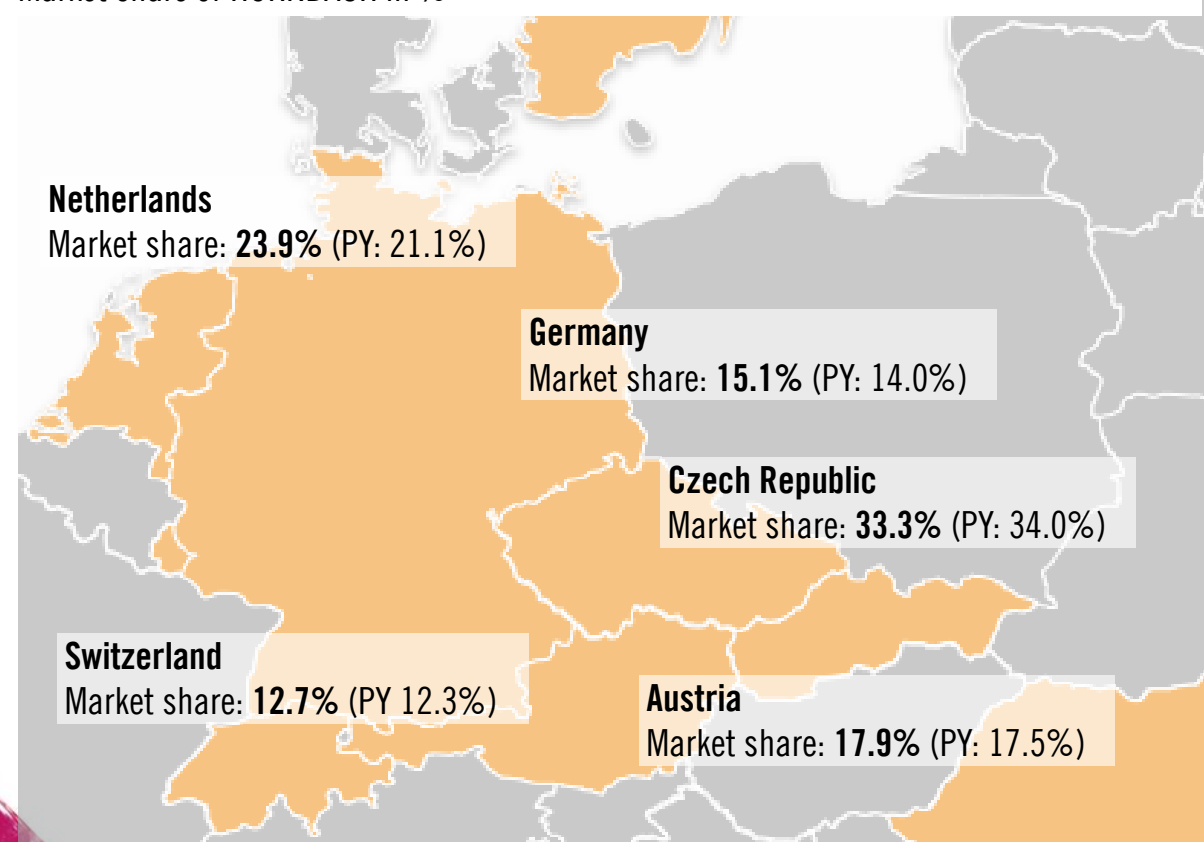 Netherlands
Market share: 23.9% (PY: 21.1%)
Germany
Market share: 15.1% (PY: 14.0%)
Czech Republic
Market share: 33.3% (PY: 34.0%)
Switzerland
Market share: 12.7% (PY 12.3%)
Austria
Market share: 17.9% (PY: 17.5%)